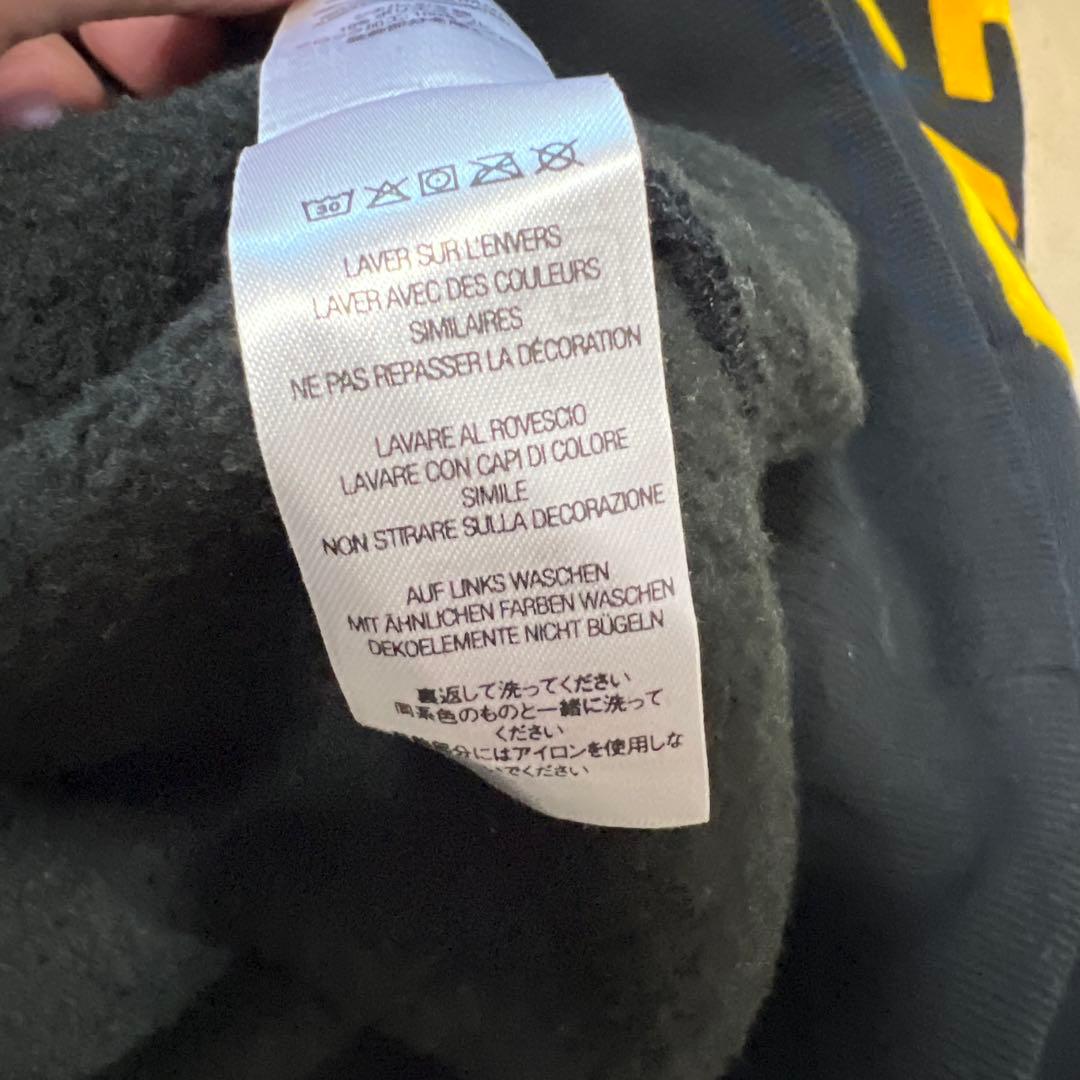 30
LAVER SUR L'ENVERS
LAVER AVEC DES COULEURS
SIMILAIRES
NE PAS REPASSER LA DÉCORATION
LAVARE AL ROVESCIO
LAVARE CON CAPI DI COLORE
SIMILE
NON STIRARE SULLA DECORAZIONE
AUF LINKS WASCHEN
MIT ÄHNLICHEN FARBEN WASCHEN
DEKOELEMENTE NICHT BÜGELN
裏返して洗ってください
同系色のものと一緒に洗って
ください
部分にはアイロンを使用しな
いでください